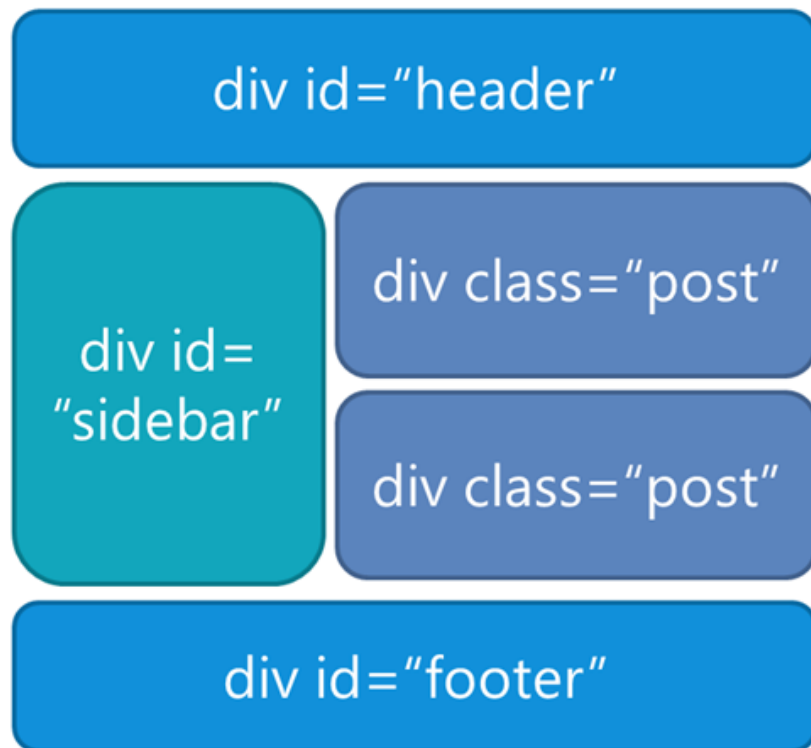 div id=“header”
div id=
“sidebar”
div class=“post”
div class=“post”
div id=“footer”